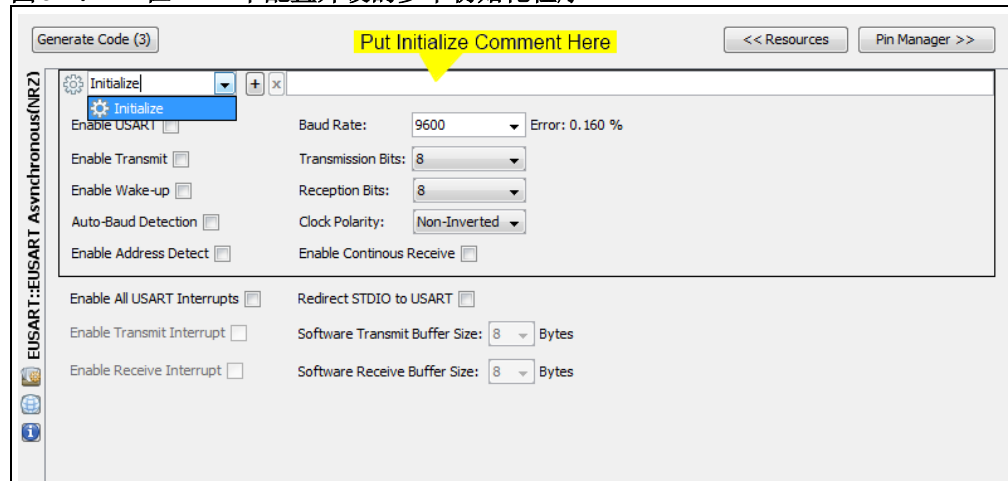 Generate Code (3)
Put Initialize Comment Here
<< Resources
Pin Manager >>
EUSART::EUSART Asynchronous(NRZ)
Initialize
+
x
Initialize
Enable USART
Baud Rate:
9600
Error: 0.160 %
Enable Transmit
Transmission Bits:
8
Enable Wake-up
Reception Bits:
8
Auto-Baud Detection
Clock Polarity:
Non-Inverted
Enable Address Detect
Enable Continous Receive
Enable All USART Interrupts
Redirect STDIO to USART
Enable Transmit Interrupt
Software Transmit Buffer Size:
8
Bytes
Enable Receive Interrupt
Software Receive Buffer Size:
8
Bytes